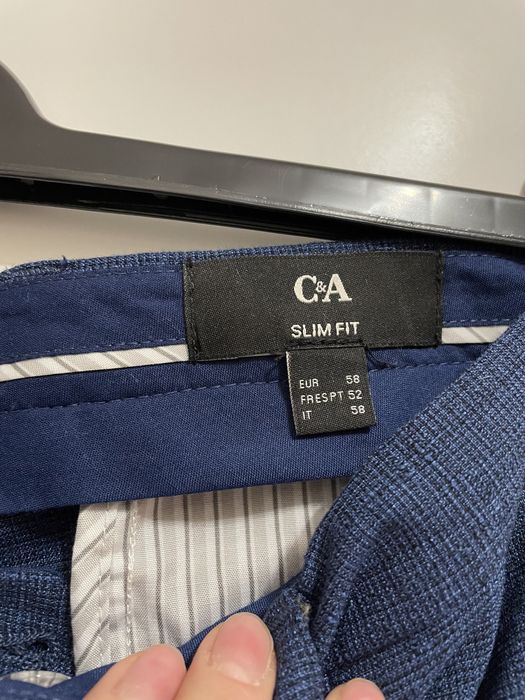 C&A
SLIM FIT
EUR 58
FRESPT 52
IT 58